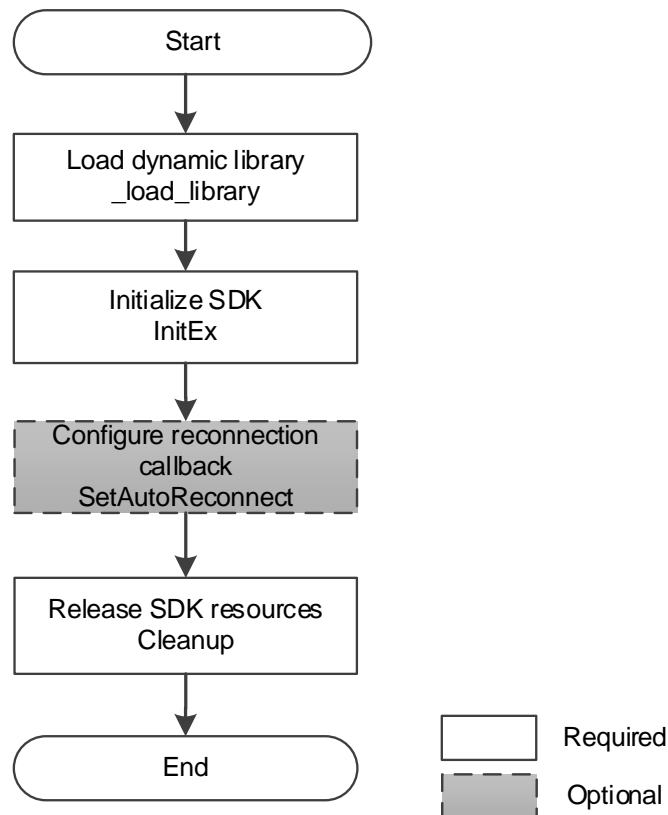 Start
Load dynamic library
_load_library
Initialize SDK
InitEx
Configure reconnection
callback
SetAutoReconnect
Release SDK resources
Cleanup
End
Required
Optional